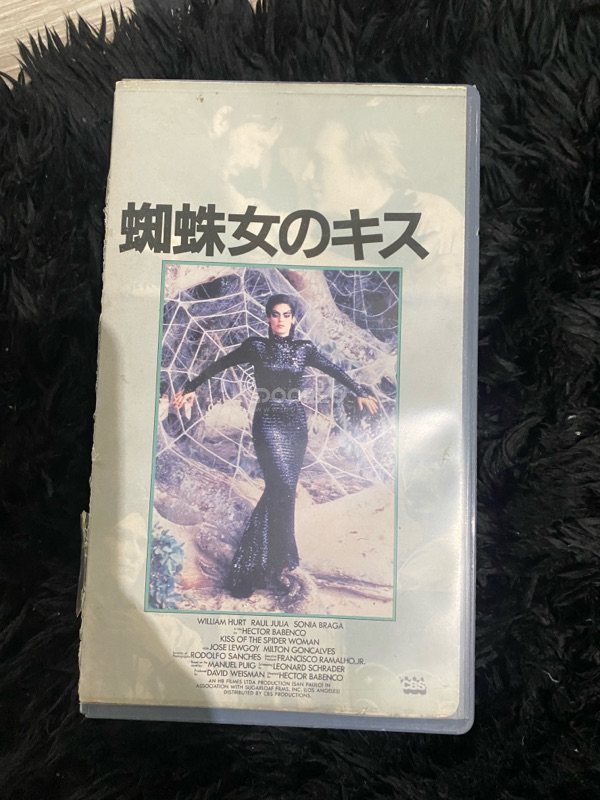 蜘蛛女のキス
WILLIAM HURT RAUL JULIA SONIA BRAGA
HECTOR BABENCO
KISS OF THE SPIDER WOMAN
JOSE LEWGOY MILTON GONCALVES
RODOLFO SANCHES FRANCISCO RAMALHO,JR.
MANUEL PUIG LEONARD SCHRADER
DAVID WEISMAN HECTOR BABENCO
AN HB FILMES LTDA PRODUCTION (SAN PAULO) IN
ASSOCIATION WITH SUGARLOAF FILMS, INC. (LOS ANGELES)
DISTRIBUTED BY CBS PRODUCTIONS.
CBS